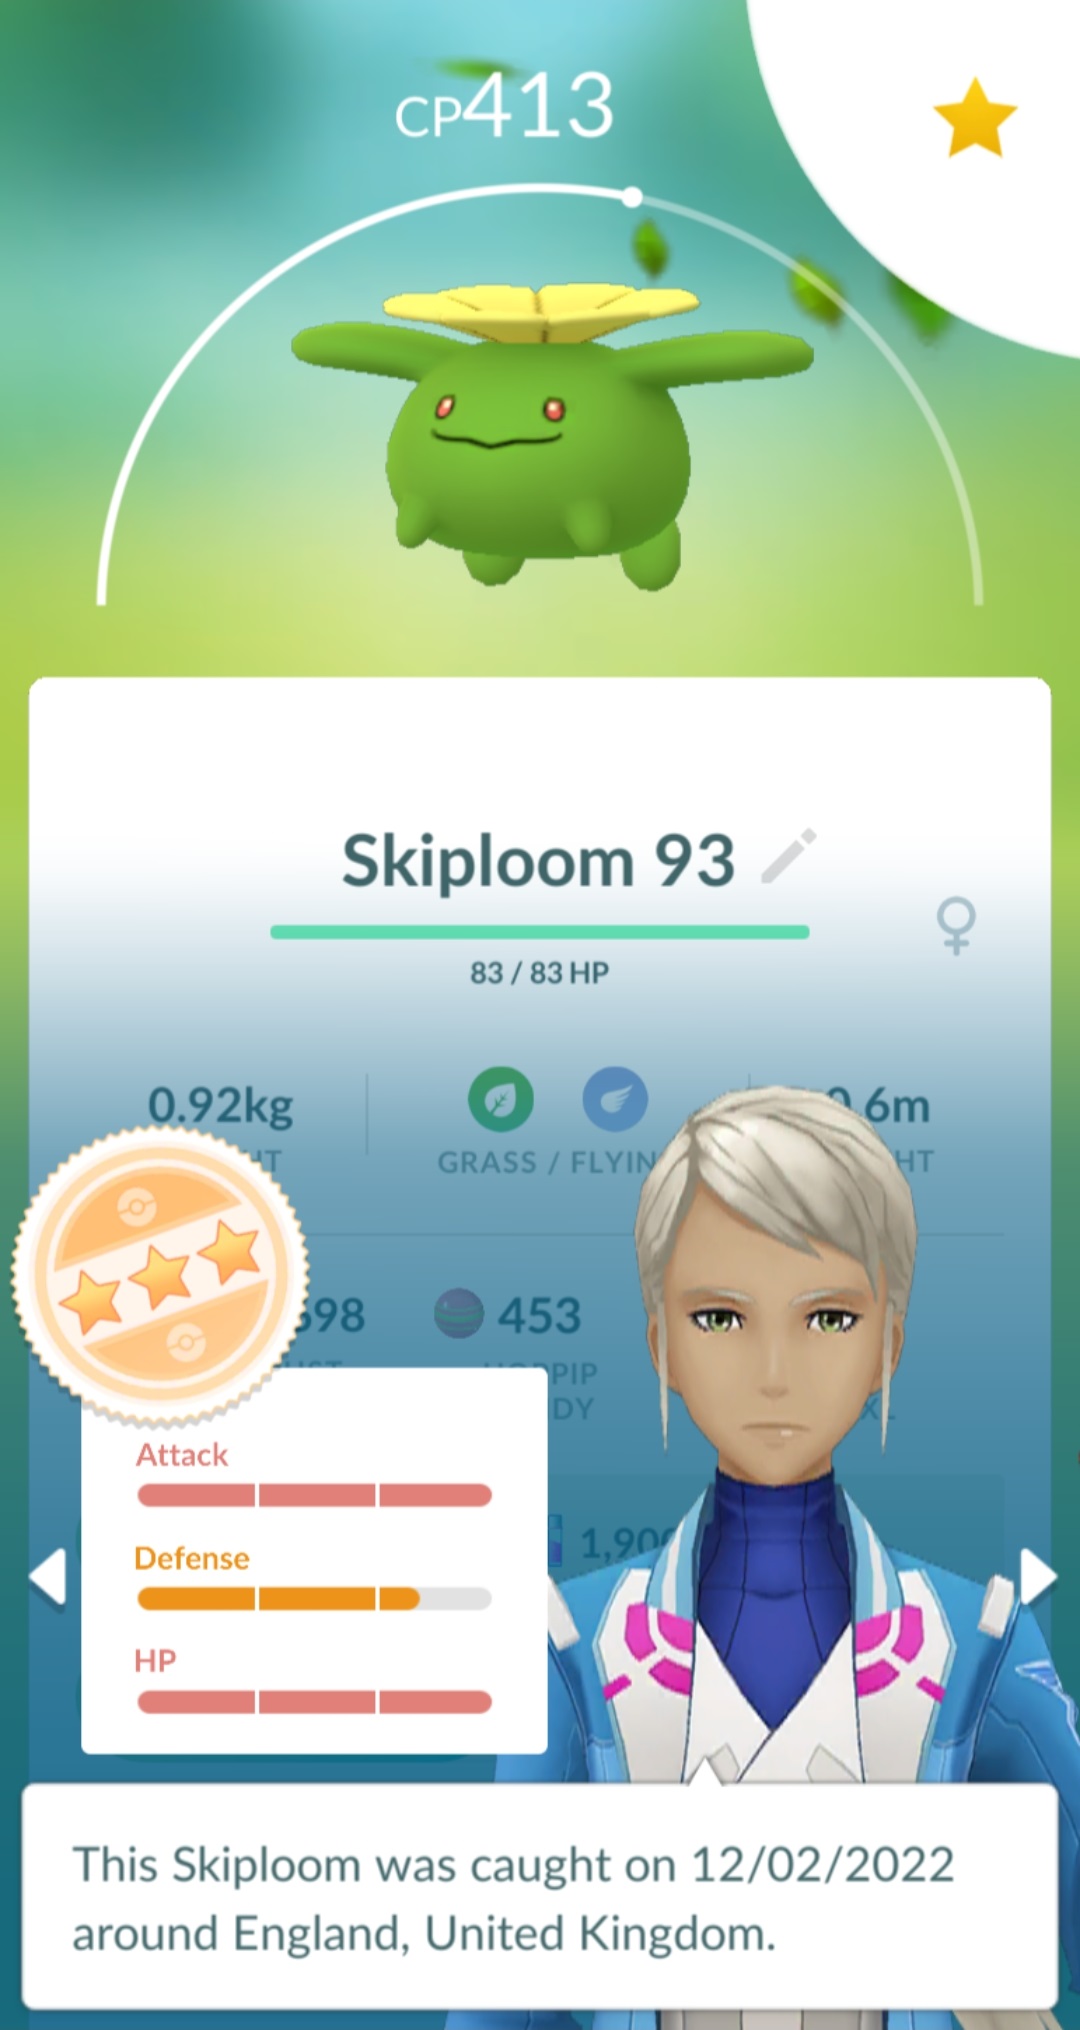 CP413
Skiploom 93
83 / 83 HP
0.92kg
GRASS / FLYIN
453
Attack
Defense
HP
This Skiploom was caught on 12/02/2022
around England, United Kingdom.